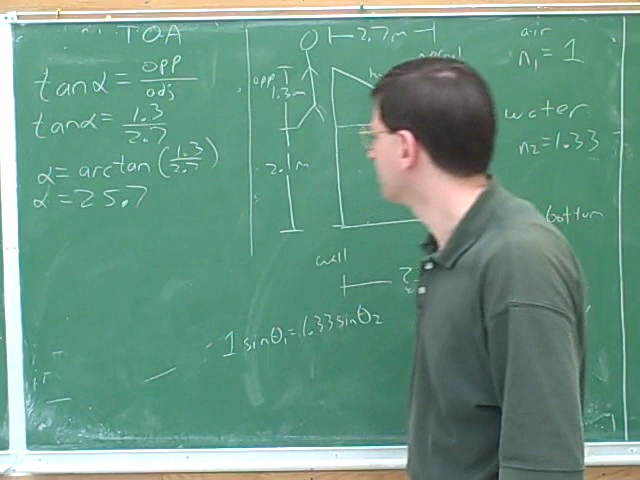 TOA
tanα = opp/adj
tanα = 1.3/2.7
α = arctan(1.3/2.7)
α = 25.7
2.7m
normal
opp
1.3m
2.1m
air
n₁ = 1
water
n₂ = 1.33
bottom
wall
1 sinθ₁ = 1.33 sinθ₂